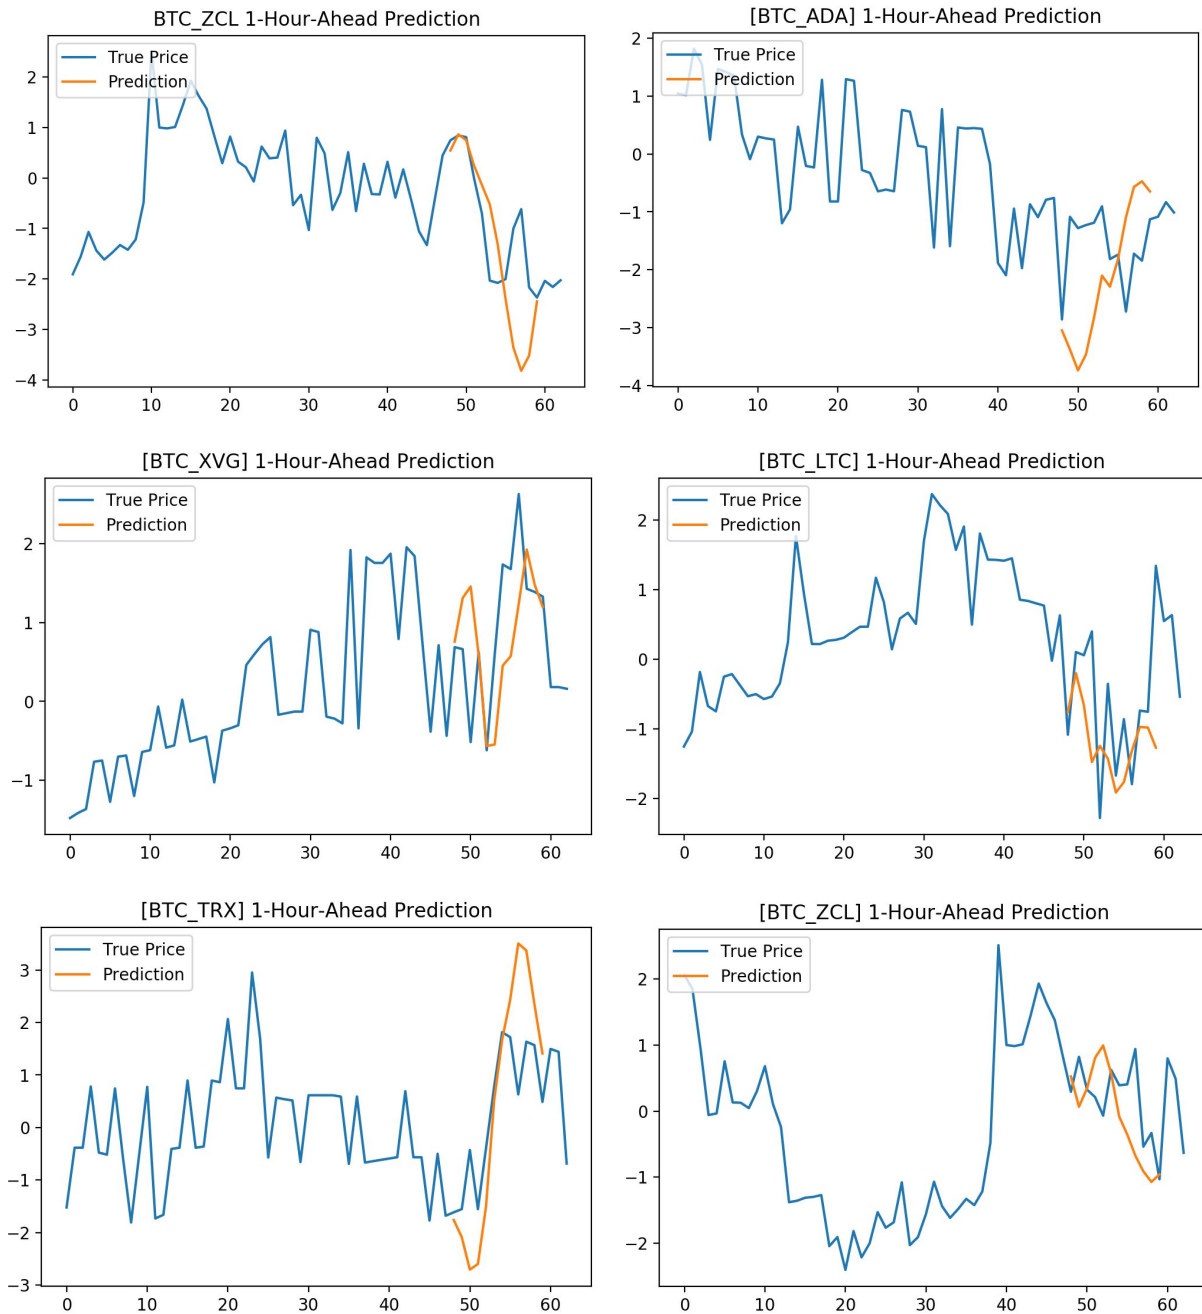 BTC_ZCL 1-Hour-Ahead Prediction
True Price
Prediction
2
1
0
−1
−2
−3
−4
0 10 20 30 40 50 60
[BTC_ADA] 1-Hour-Ahead Prediction
True Price
Prediction
2
1
0
−1
−2
−3
−4
0 10 20 30 40 50 60
[BTC_XVG] 1-Hour-Ahead Prediction
True Price
Prediction
2
1
0
−1
0 10 20 30 40 50 60
[BTC_LTC] 1-Hour-Ahead Prediction
True Price
Prediction
2
1
0
−1
−2
0 10 20 30 40 50 60
[BTC_TRX] 1-Hour-Ahead Prediction
True Price
Prediction
3
2
1
0
−1
−2
−3
0 10 20 30 40 50 60
[BTC_ZCL] 1-Hour-Ahead Prediction
True Price
Prediction
2
1
0
−1
−2
0 10 20 30 40 50 60